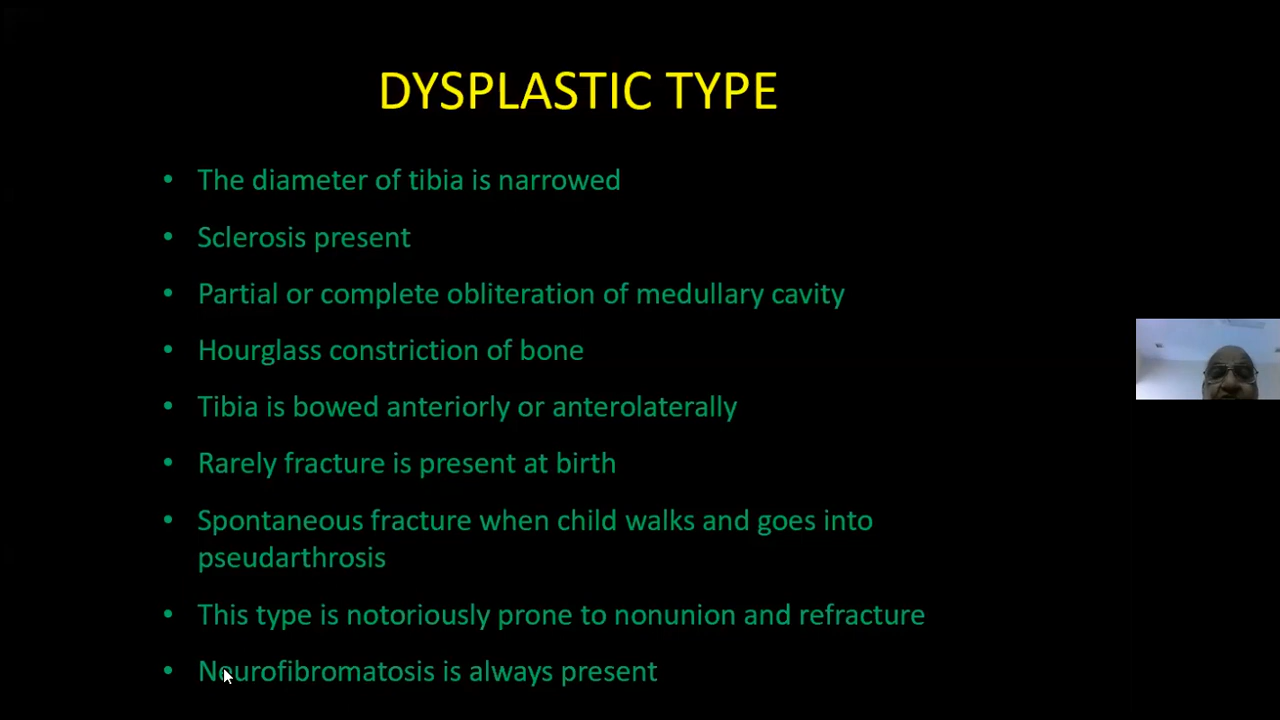 DYSPLASTIC TYPE
• The diameter of tibia is narrowed
• Sclerosis present
• Partial or complete obliteration of medullary cavity
• Hourglass constriction of bone
• Tibia is bowed anteriorly or anterolaterally
• Rarely fracture is present at birth
• Spontaneous fracture when child walks and goes into
pseudarthrosis
• This type is notoriously prone to nonunion and refracture
• Neurofibromatosis is always present